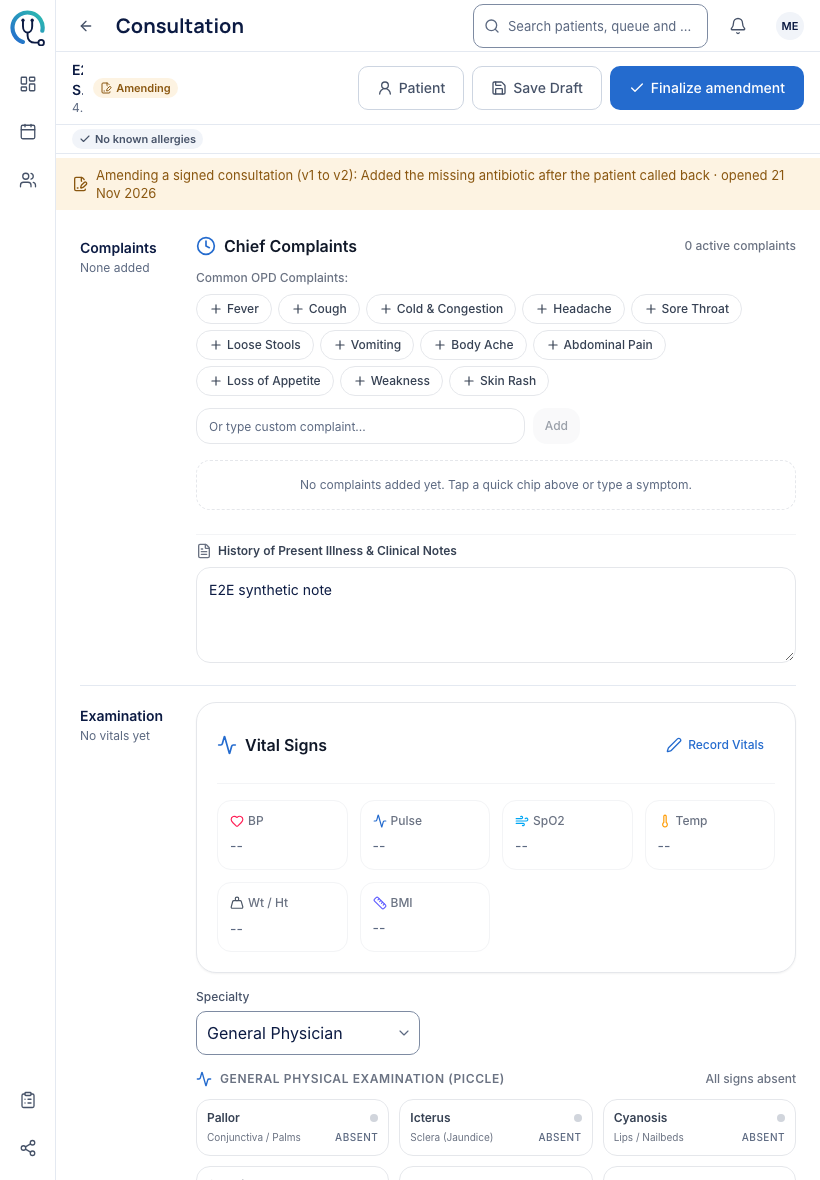 Consultation
Search patients, queue and ...
ME
Amending
4.
Patient
Save Draft
Finalize amendment
No known allergies
Amending a signed consultation (v1 to v2): Added the missing antibiotic after the patient called back · opened 21
Nov 2026
Complaints
None added
Chief Complaints
0 active complaints
Common OPD Complaints:
Fever
Cough
Cold & Congestion
Headache
Sore Throat
Loose Stools
Vomiting
Body Ache
Abdominal Pain
Loss of Appetite
Weakness
Skin Rash
Or type custom complaint...
Add
No complaints added yet. Tap a quick chip above or type a symptom.
History of Present Illness & Clinical Notes
E2E synthetic note
Examination
No vitals yet
Vital Signs
Record Vitals
BP
--
Pulse
--
SpO2
--
Temp
--
Wt / Ht
--
BMI
--
Specialty
General Physician
GENERAL PHYSICAL EXAMINATION (PICCLE)
All signs absent
Pallor
Conjunctiva / Palms
ABSENT
Icterus
Sclera (Jaundice)
ABSENT
Cyanosis
Lips / Nailbeds
ABSENT